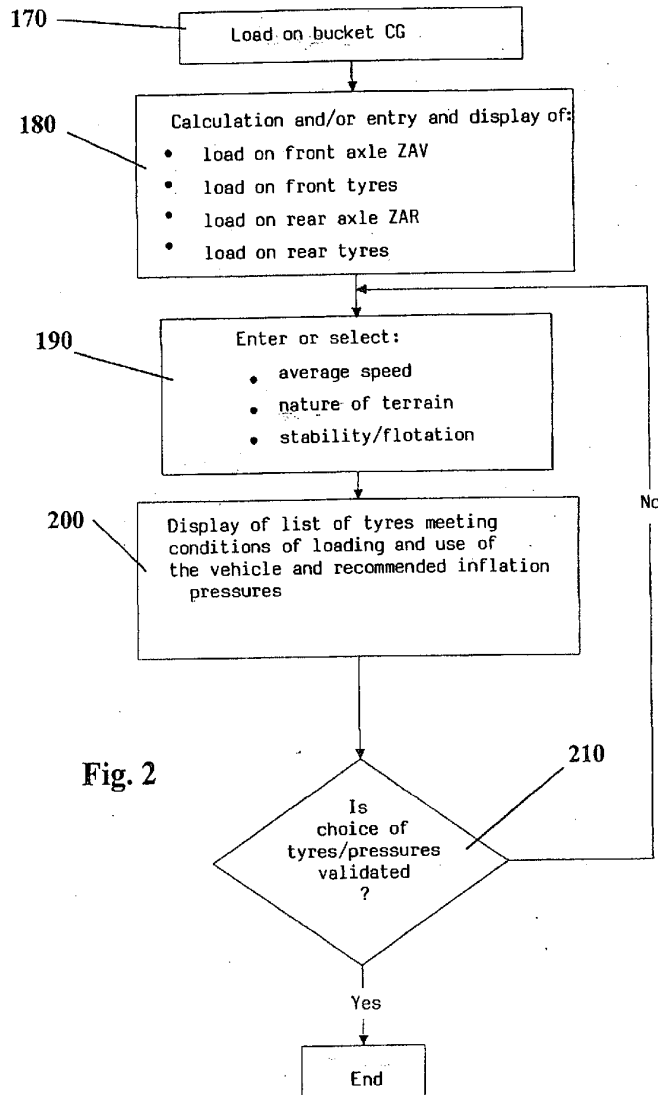 170
Load on bucket CG
180
Calculation and/or entry and display of:
• load on front axle ZAV
• load on front tyres
• load on rear axle ZAR
• load on rear tyres
190
Enter or select:
• average speed
• nature of terrain
• stability/flotation
No
200
Display of list of tyres meeting
conditions of loading and use of
the vehicle and recommended inflation
pressures
Fig. 2
210
Is
choice of
tyres/pressures
validated
?
Yes
End